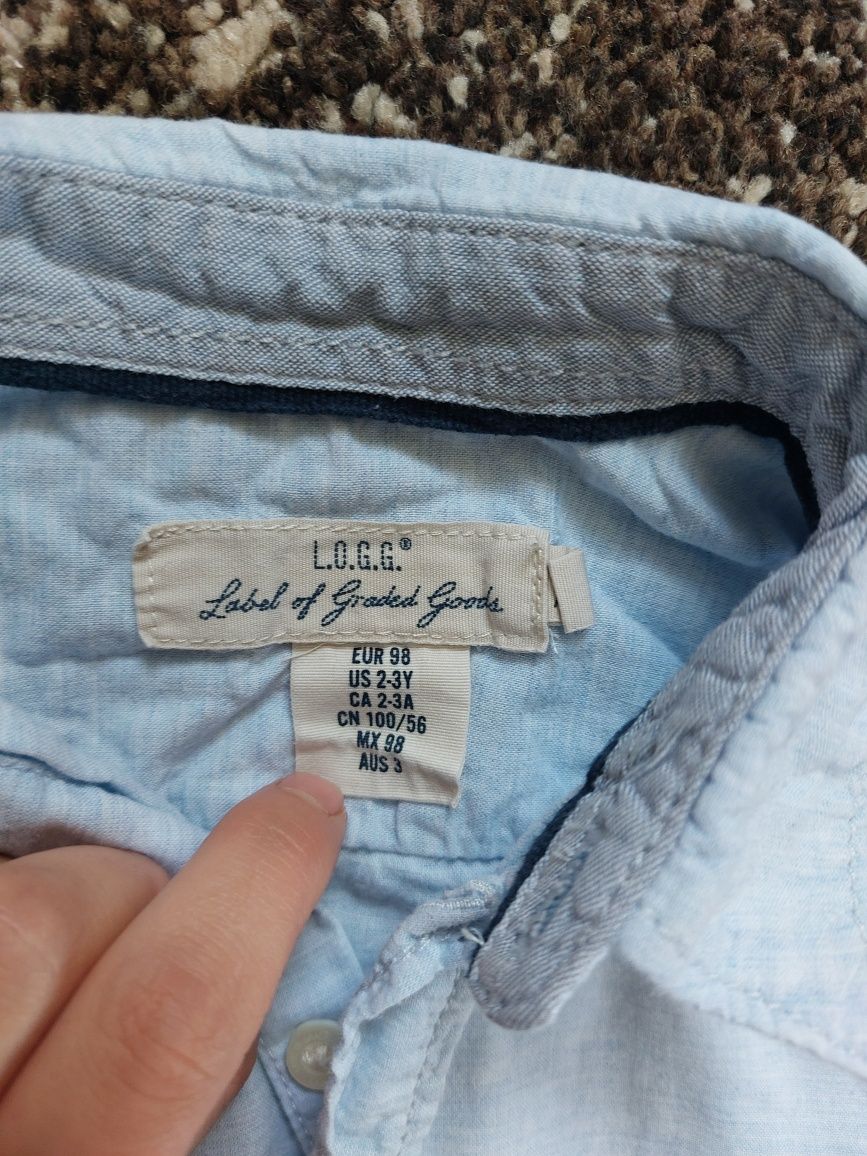 L.O.G.G.®
Label of Graded Goods
EUR 98
US 2-3Y
CA 2-3A
CN 100/56
MX 98
AUS 3